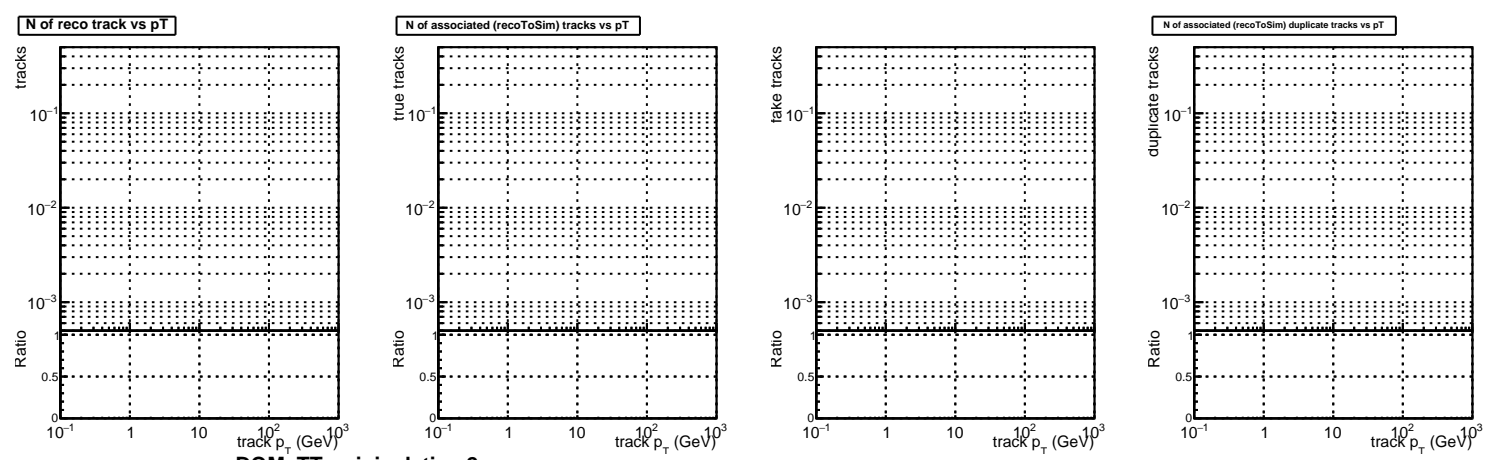 N of reco track vs pT
tracks
10⁻¹
10⁻²
10⁻³
Ratio
1
0.5
0
10⁻¹ 1 10 10² 10³
track p_T (GeV)
N of associated (recoToSim) tracks vs pT
true tracks
10⁻¹
10⁻²
10⁻³
Ratio
1
0.5
0
10⁻¹ 1 10 10² 10³
track p_T (GeV)
fake tracks
10⁻¹
10⁻²
10⁻³
Ratio
1
0.5
0
10⁻¹ 1 10 10² 10³
track p_T (GeV)
N of associated (recoToSim) duplicate tracks vs pT
duplicate tracks
10⁻¹
10⁻²
10⁻³
Ratio
1
0.5
0
10⁻¹ 1 10 10² 10³
track p_T (GeV)